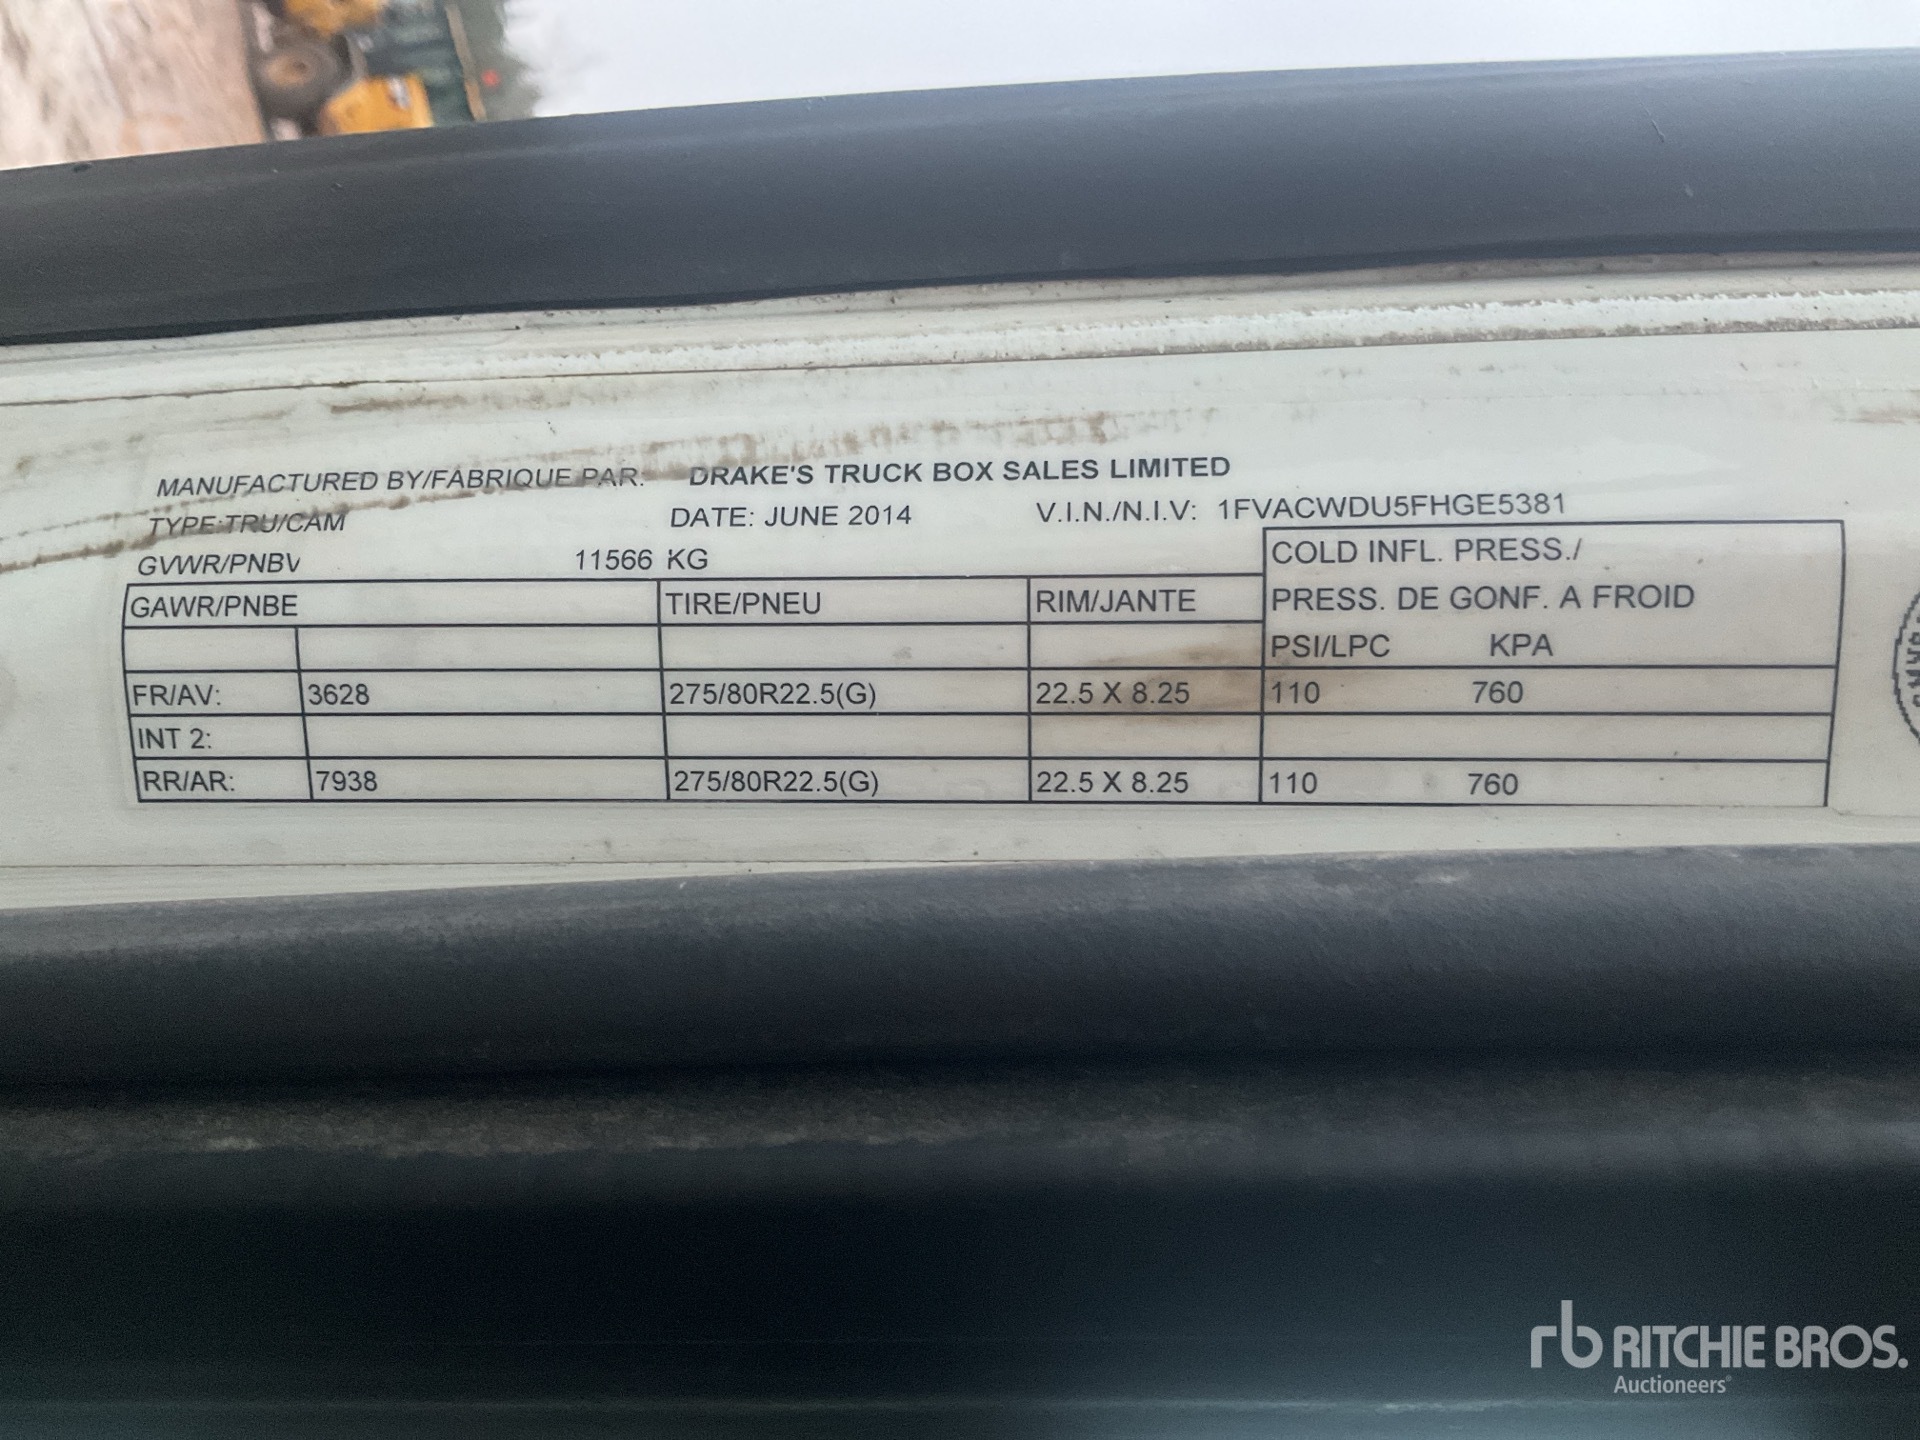 MANUFACTURED BY/FABRIQUE PAR: DRAKE'S TRUCK BOX SALES LIMITED
TYPE:TRU/CAM DATE: JUNE 2014 V.I.N./N.I.V: 1FVACWDU5FHGE5381
GVWR/PNBV 11566 KG
COLD INFL. PRESS./
GAWR/PNBE TIRE/PNEU RIM/JANTE PRESS. DE GONF. A FROID
PSI/LPC KPA
FR/AV: 3628 275/80R22.5(G) 22.5 X 8.25 110 760
INT 2:
RR/AR: 7938 275/80R22.5(G) 22.5 X 8.25 110 760
rb RITCHIE BROS.
Auctioneers